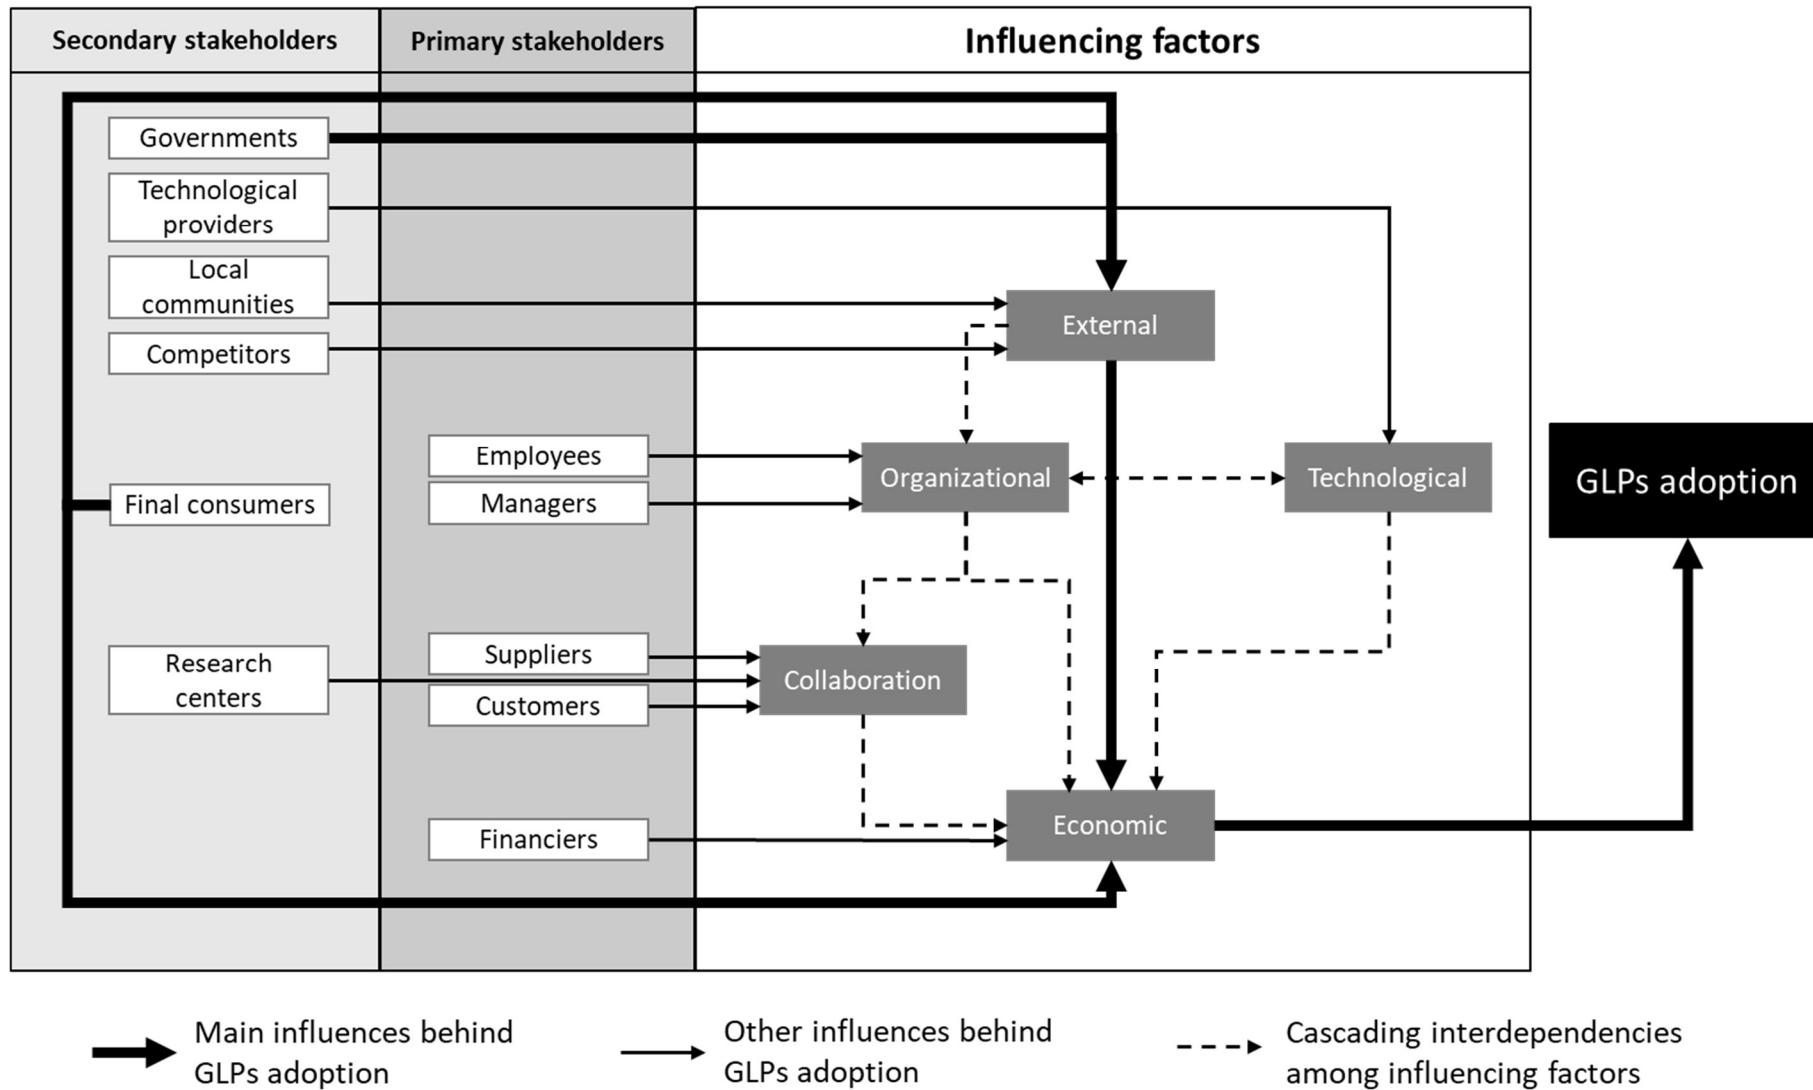 Secondary stakeholders
Primary stakeholders
Influencing factors
Governments
Technological
providers
Local
communities
Competitors
Final consumers
Research
centers
Employees
Managers
Suppliers
Customers
Financiers
External
Organizational
Technological
Collaboration
Economic
GLPs adoption
Main influences behind
GLPs adoption
Other influences behind
GLPs adoption
Cascading interdependencies
among influencing factors